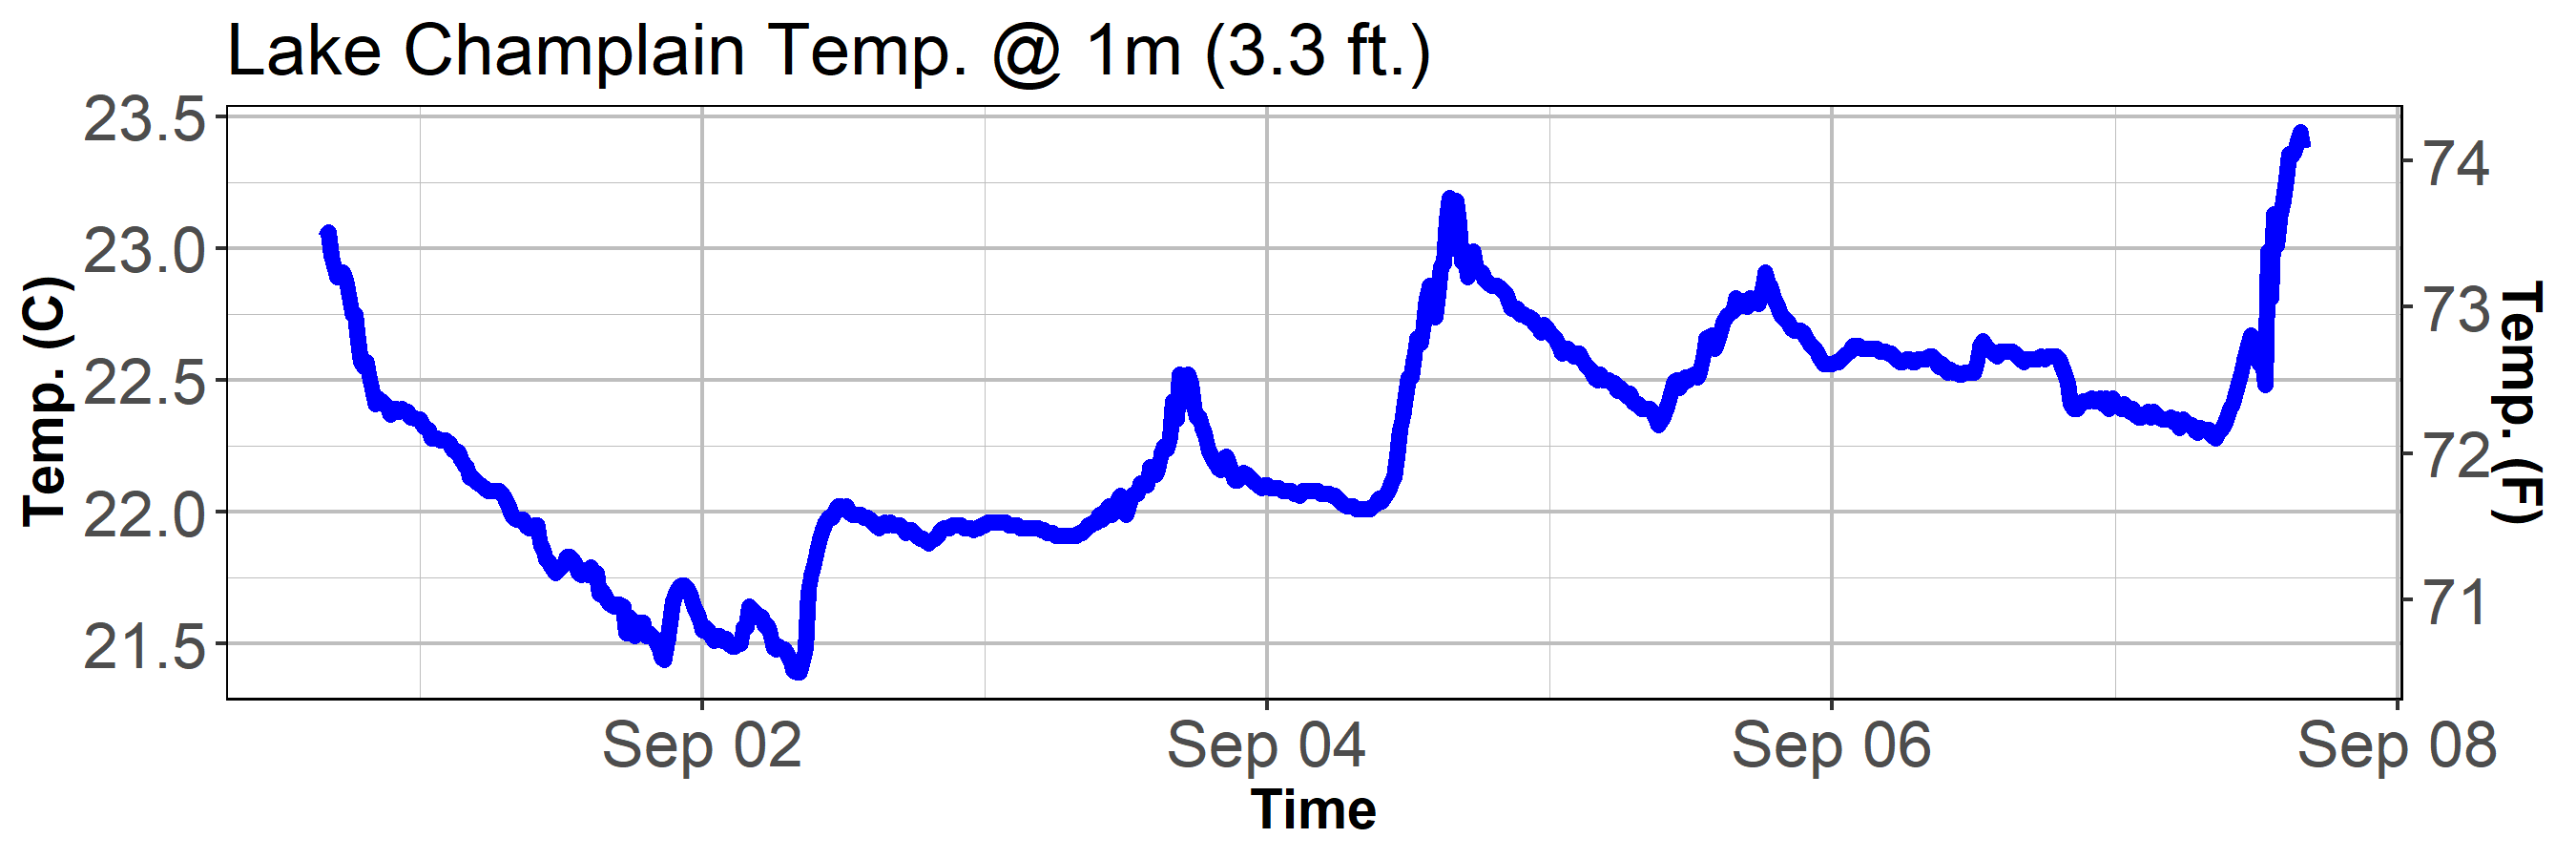 Lake Champlain Temp. @ 1m (3.3 ft.)
23.5
23.0
22.5
22.0
21.5
Temp. (C)
74
73
72
71
Temp. (F)
Sep 02
Sep 04
Sep 06
Sep 08
Time